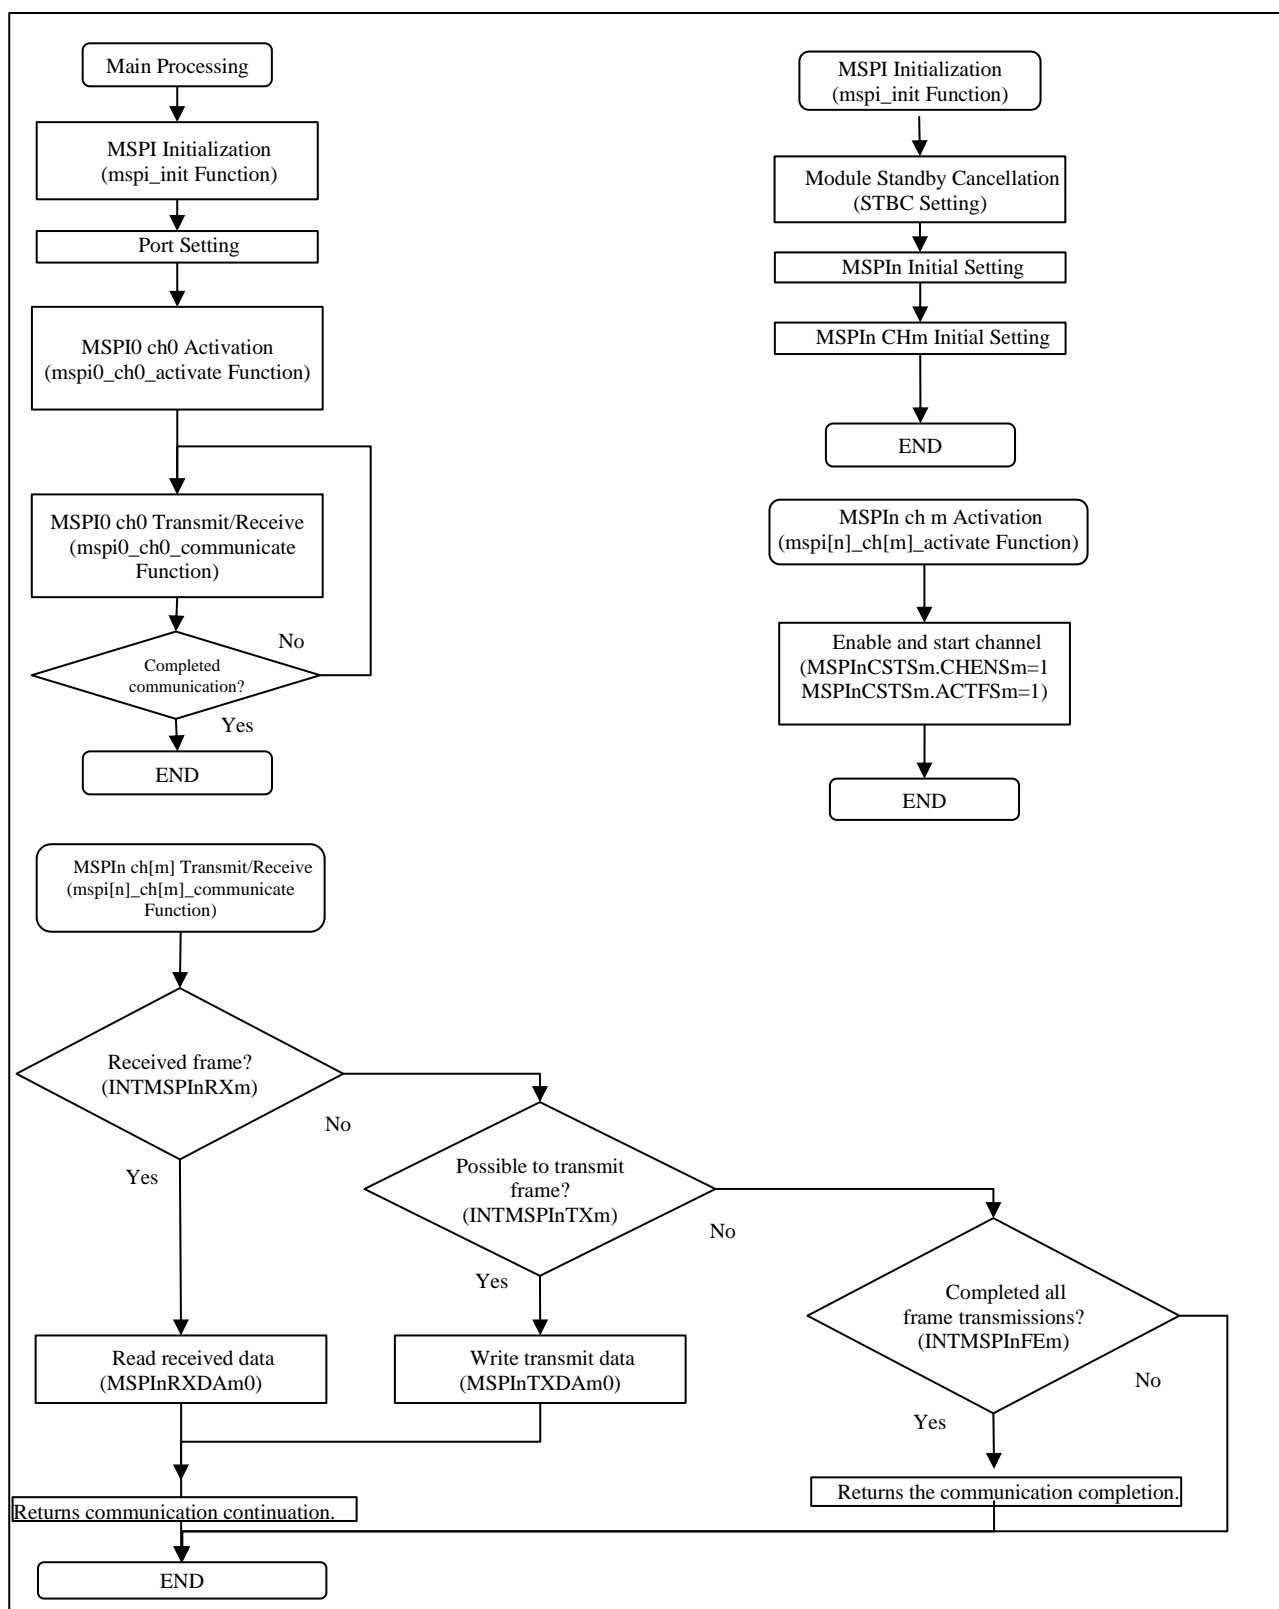 Main Processing
MSPI Initialization
(mspi_init Function)
Port Setting
MSPI0 ch0 Activation
(mspi0_ch0_activate Function)
MSPI0 ch0 Transmit/Receive
(mspi0_ch0_communicate
Function)
No
Completed
communication?
Yes
END
MSPI Initialization
(mspi_init Function)
Module Standby Cancellation
(STBC Setting)
MSPIn Initial Setting
MSPIn CHm Initial Setting
END
MSPIn ch m Activation
(mspi[n]_ch[m]_activate Function)
Enable and start channel
(MSPInCSTSm.CHENSm=1
MSPInCSTSm.ACTFSm=1)
END
MSPIn ch[m] Transmit/Receive
(mspi[n]_ch[m]_communicate
Function)
Received frame?
(INTMSPInRXm)
No
Yes
Possible to transmit
frame?
(INTMSPInTXm)
No
Yes
Completed all
frame transmissions?
(INTMSPInFEm)
No
Yes
Read received data
(MSPInRXDAm0)
Write transmit data
(MSPInTXDAm0)
Returns communication continuation.
Returns the communication completion.
END